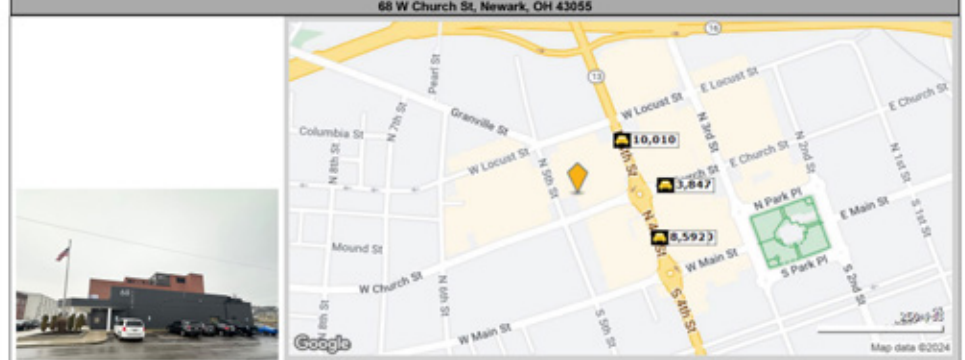 68 W Church St, Newark, OH 43055
16
13
Pearl St
N 7th St
Granville St
Columbia St
N 8th St
W Locust St
W Locust St
E Locust St
E Church St
N 3rd St
10,010
N 5th St
3,847
E Church St
N 2nd St
N 1st St
N Park Pl
E Main St
S 1st St
8,592
Mound St
W Church St
W Main St
S Park Pl
N 8th St
N 6th St
S 4th St
S 5th St
S 2nd St
W Main St
Google
Map data ©2024
68